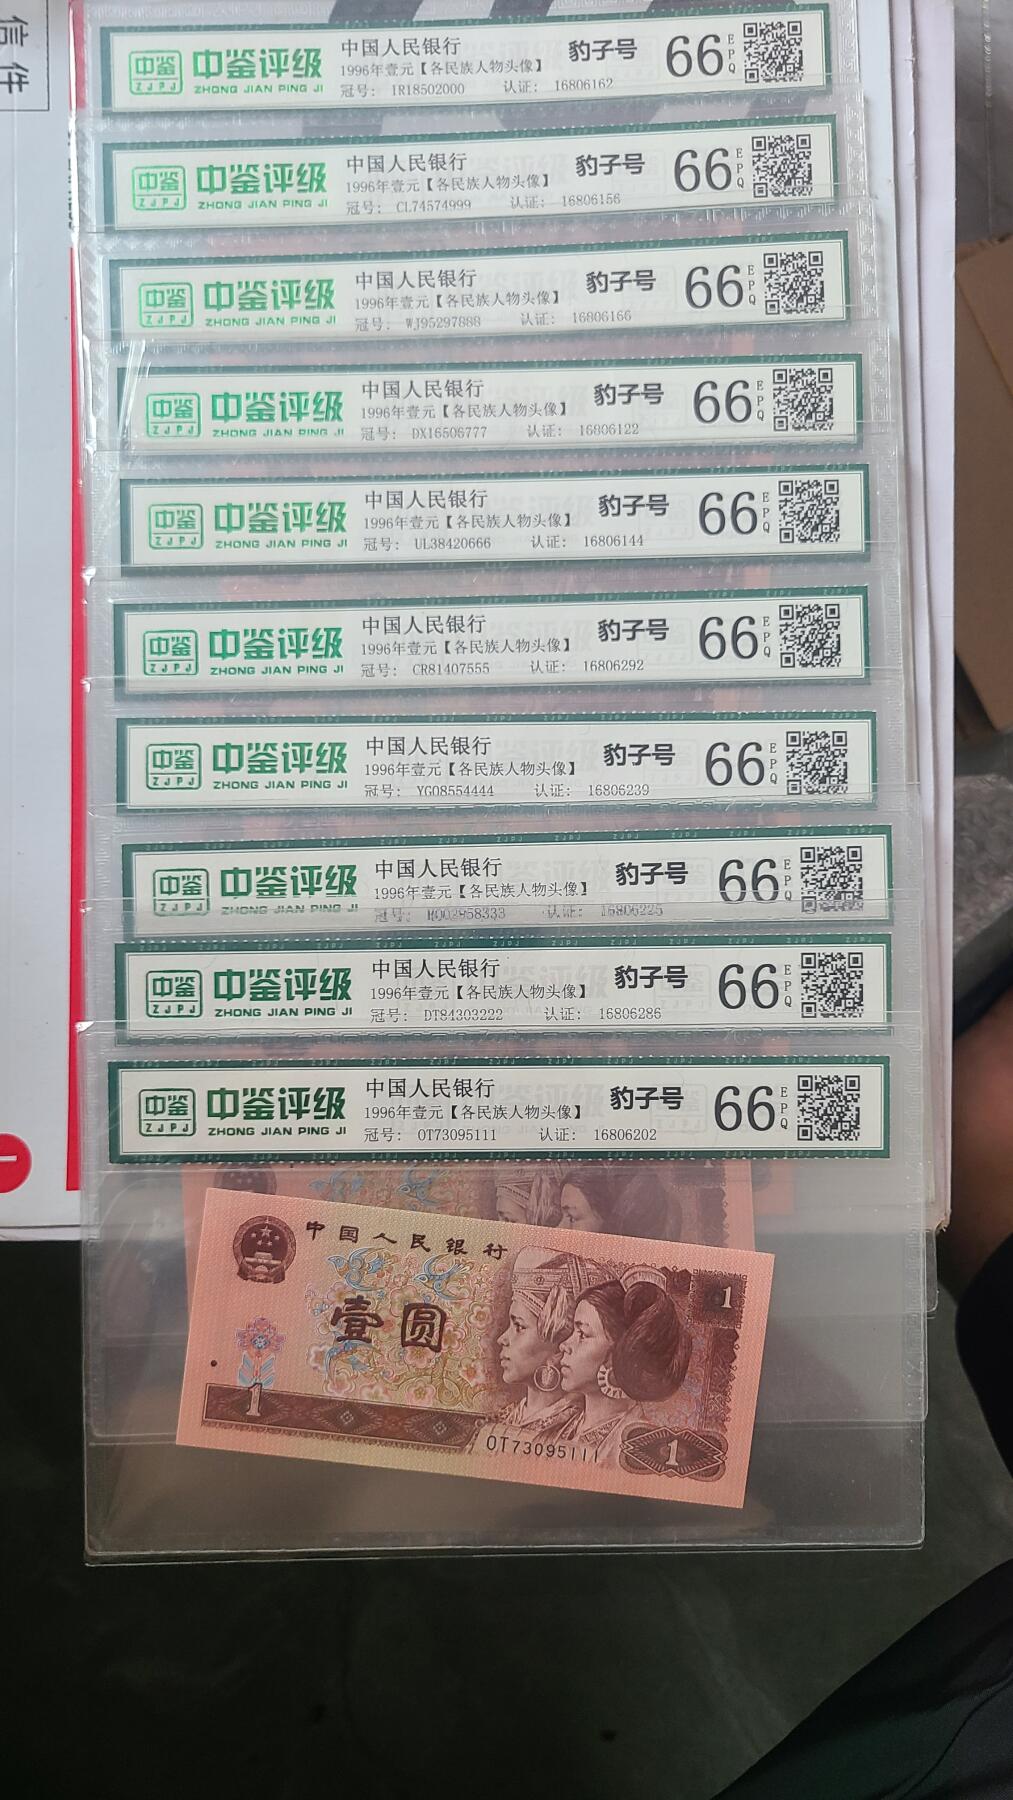 信件
中鉴 ZJPJ 中鉴评级 ZHONG JIAN PING JI
中国人民银行 豹子号 66 EPQ
1996年壹元【各民族人物头像】
冠号: IR18502000 认证: 16806162
中鉴 ZJPJ 中鉴评级 ZHONG JIAN PING JI
中国人民银行 豹子号 66 EPQ
1996年壹元【各民族人物头像】
冠号: CL74574999 认证: 16806156
中鉴 ZJPJ 中鉴评级 ZHONG JIAN PING JI
中国人民银行 豹子号 66 EPQ
1996年壹元【各民族人物头像】
冠号: WJ95297888 认证: 16806166
中鉴 ZJPJ 中鉴评级 ZHONG JIAN PING JI
中国人民银行 豹子号 66 EPQ
1996年壹元【各民族人物头像】
冠号: DX16506777 认证: 16806122
中鉴 ZJPJ 中鉴评级 ZHONG JIAN PING JI
中国人民银行 豹子号 66 EPQ
1996年壹元【各民族人物头像】
冠号: UL38420666 认证: 16806144
中鉴 ZJPJ 中鉴评级 ZHONG JIAN PING JI
中国人民银行 豹子号 66 EPQ
1996年壹元【各民族人物头像】
冠号: CR81407555 认证: 16806292
中鉴 ZJPJ 中鉴评级 ZHONG JIAN PING JI
中国人民银行 豹子号 66 EPQ
1996年壹元【各民族人物头像】
冠号: YG08554444 认证: 16806239
中鉴 ZJPJ 中鉴评级 ZHONG JIAN PING JI
中国人民银行 豹子号 66 EPQ
1996年壹元【各民族人物头像】
冠号: 认证: 16806225
中鉴 ZJPJ 中鉴评级 ZHONG JIAN PING JI
中国人民银行 豹子号 66 EPQ
1996年壹元【各民族人物头像】
冠号: DT84303222 认证: 16806286
中鉴 ZJPJ 中鉴评级 ZHONG JIAN PING JI
中国人民银行 豹子号 66 EPQ
1996年壹元【各民族人物头像】
冠号: OT73095111 认证: 16806202
中国人民银行
1
壹圆
1
OT73095111
1